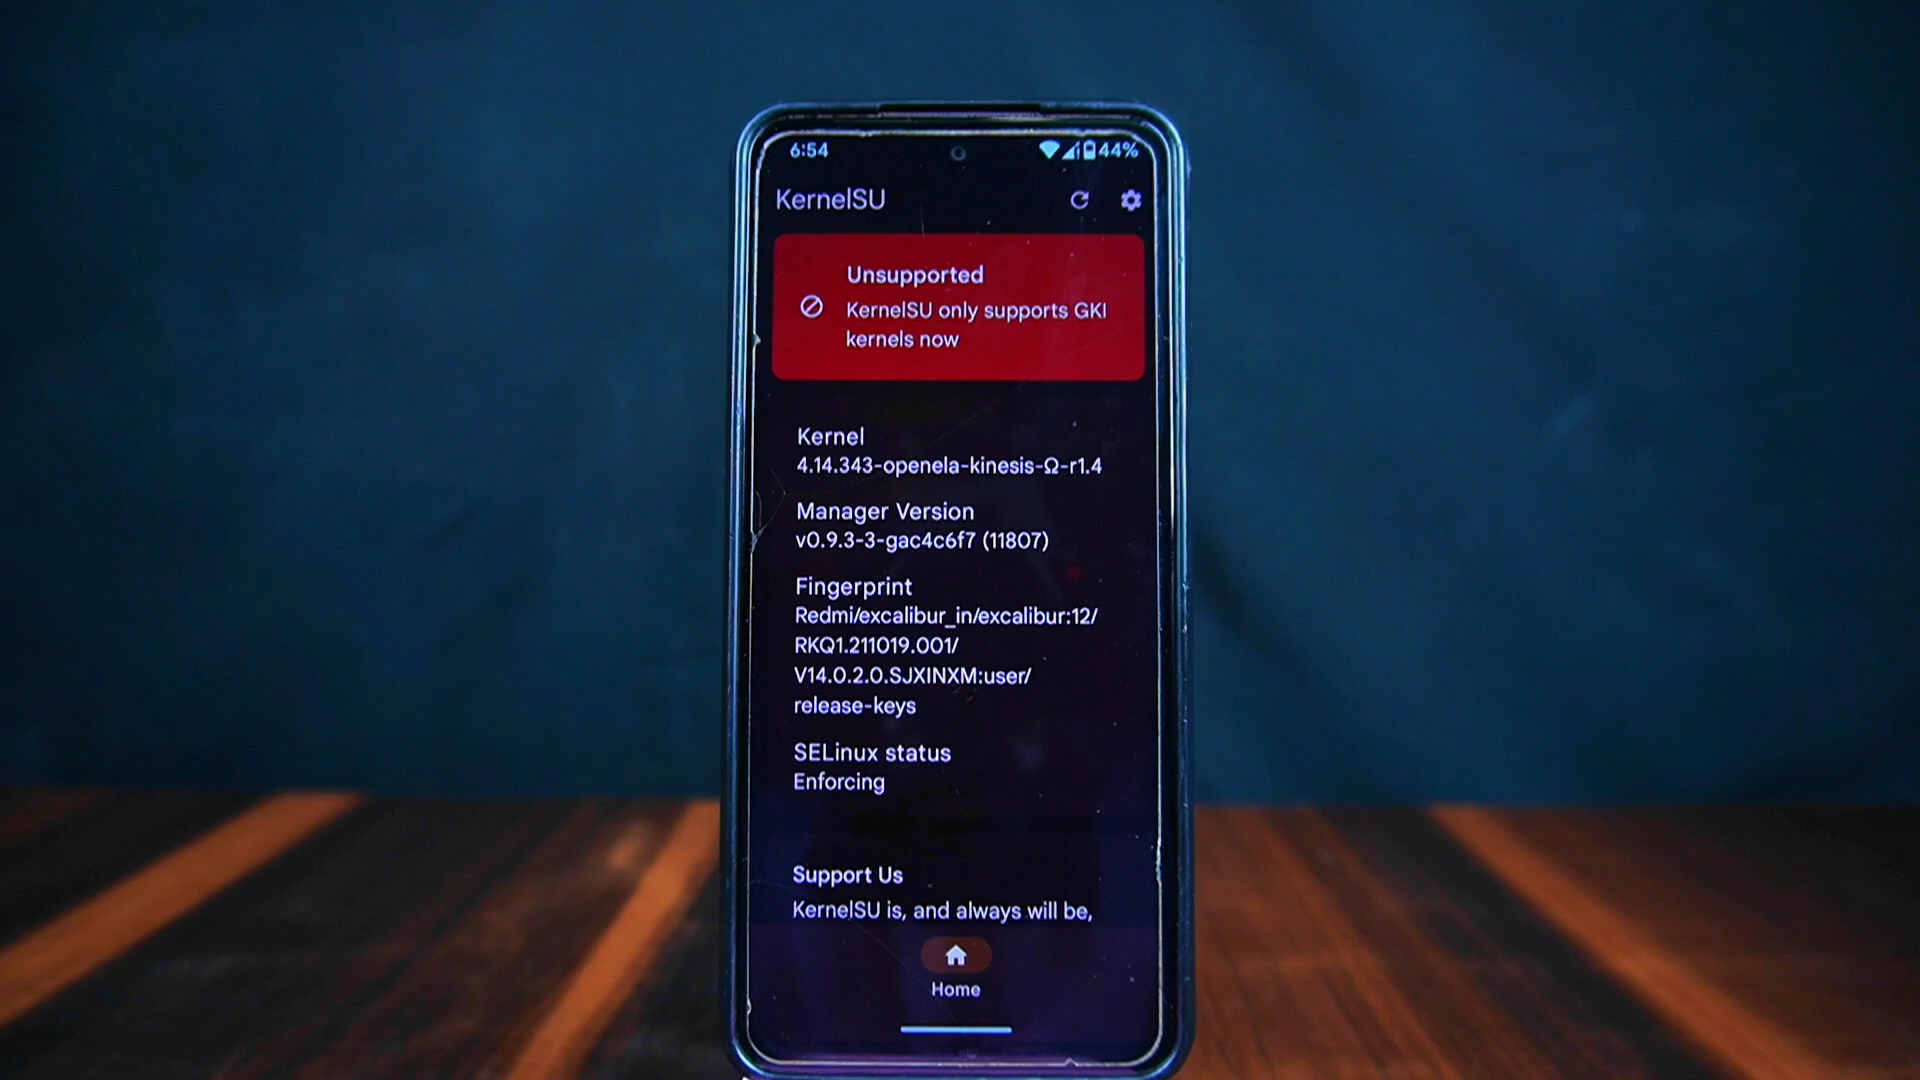 6:54 44%
KernelSU
Unsupported
KernelSU only supports GKI
kernels now
Kernel
4.14.343-openela-kinesis-Ω-r1.4
Manager Version
v0.9.3-3-gac4c6f7 (11807)
Fingerprint
Redmi/excalibur_in/excalibur:12/
RKQ1.211019.001/
V14.0.2.0.SJXINXM:user/
release-keys
SELinux status
Enforcing
Support Us
KernelSU is, and always will be,
Home